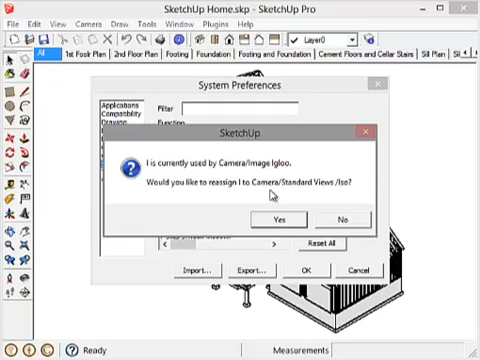 SketchUp Home.skp - SketchUp Pro
File Edit View Camera Draw Tools Window Plugins Help
Layer0
All 1st Foolr Plan 2nd Floor Plan Footing Footing and Foundation Cement Floors and Cellar Stairs Sill Plan
System Preferences
Applications
Compatibility
Drawing
Filter
Function
SketchUp
I is currently used by Camera/Image Igloo.
Would you like to reassign I to Camera/Standard Views /Iso?
Yes No
Reset All
Import... Export... OK Cancel
Ready Measurements